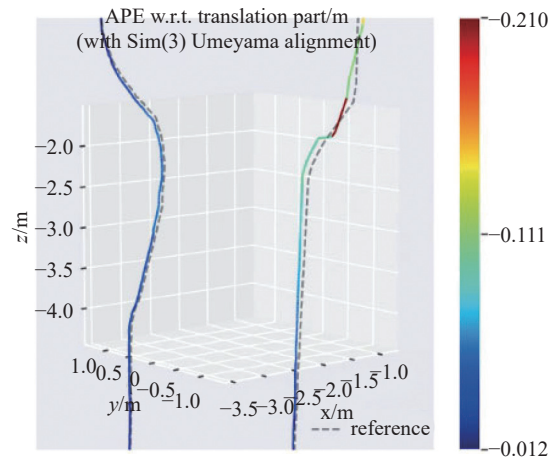 APE w.r.t. translation part/m
(with Sim(3) Umeyama alignment)
−0.210
−2.0
−2.5
−0.111
z/m
−3.0
−3.5
−4.0
1.0 0.5 0 −0.5 −1.0
−3.5 −3.0 −2.5 −2.0 −1.5 −1.0
y/m
x/m
reference
−0.012